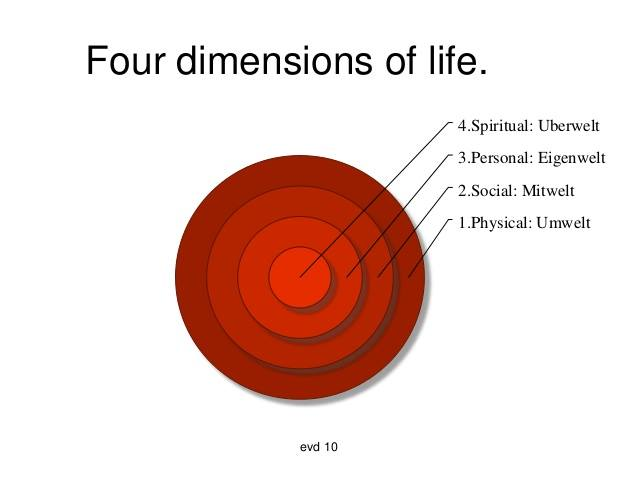 Four dimensions of life.
4.Spiritual: Uberwelt
3.Personal: Eigenwelt
2.Social: Mitwelt
1.Physical: Umwelt
evd 10